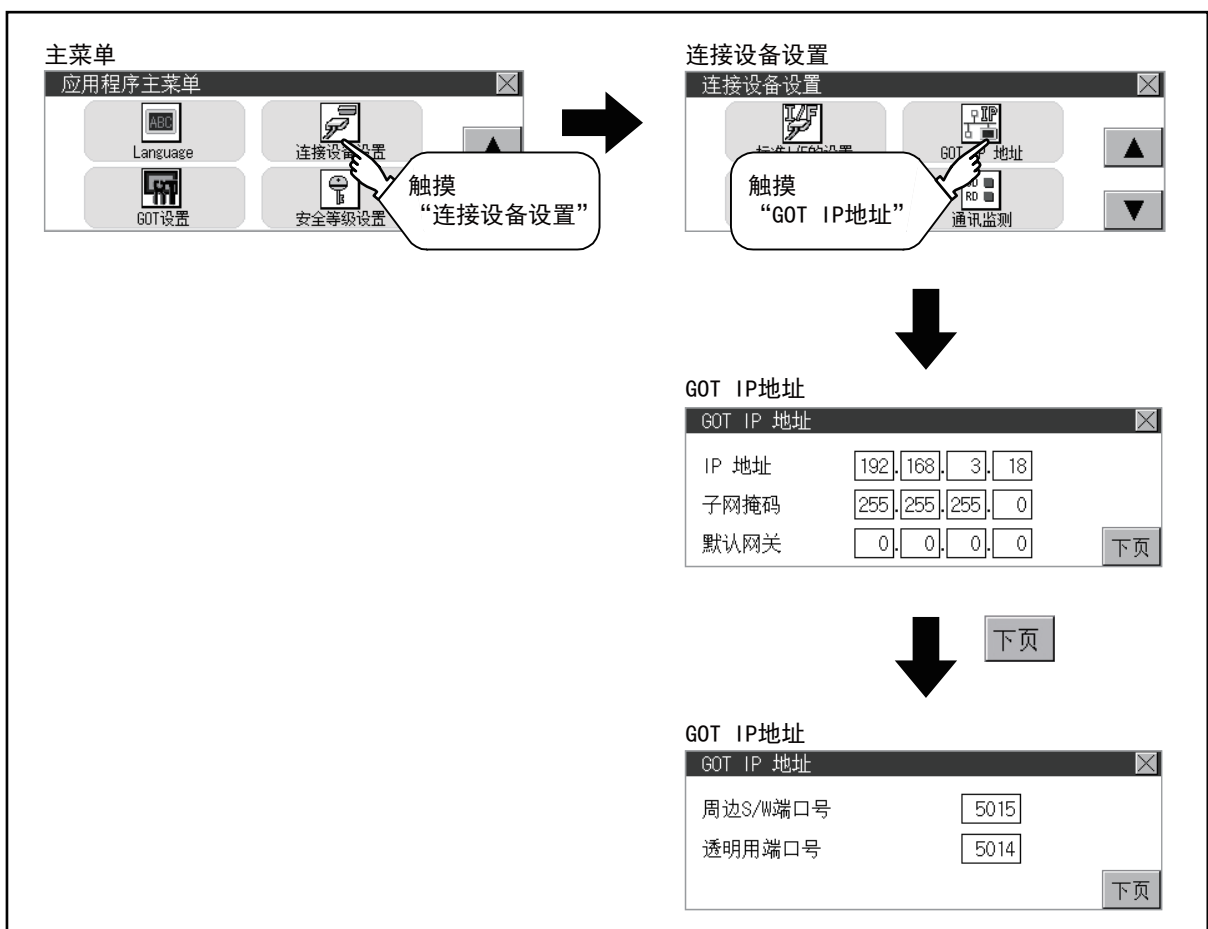 主菜单
应用程序主菜单
Language
连接设备设置
GOT设置
安全等级设置
触摸
“连接设备设置”
连接设备设置
连接设备设置
I/F
IP
GOT IP 地址
RD
通讯监测
触摸
“GOT IP地址”
GOT IP地址
GOT IP 地址
IP 地址 192.168. 3. 18
子网掩码 255.255.255. 0
默认网关 0. 0. 0. 0
下页
下页
GOT IP地址
GOT IP 地址
周边S/W端口号 5015
透明用端口号 5014
下页